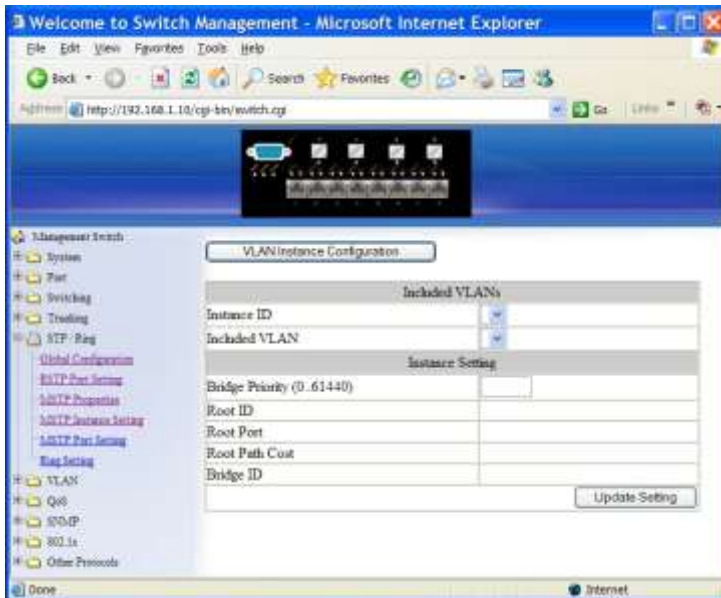 Welcome to Switch Management - Microsoft Internet Explorer
File Edit View Favorites Tools Help
Back Search Favorites
Address http://192.168.1.10/cgi-bin/switch.cgi Go Links
Management Switch
System
Port
Switching
Trunking
STP / Ring
Global Configuration
RSTP Port Setting
MSTP Properties
MSTP Instance Setting
MSTP Port Setting
Ring Setting
VLAN
QoS
SNMP
802.1x
Other Protocols
VLAN Instance Configuration
Included VLANs
Instance ID
Included VLAN
Instance Setting
Bridge Priority (0..61440)
Root ID
Root Port
Root Path Cost
Bridge ID
Update Setting
Done Internet